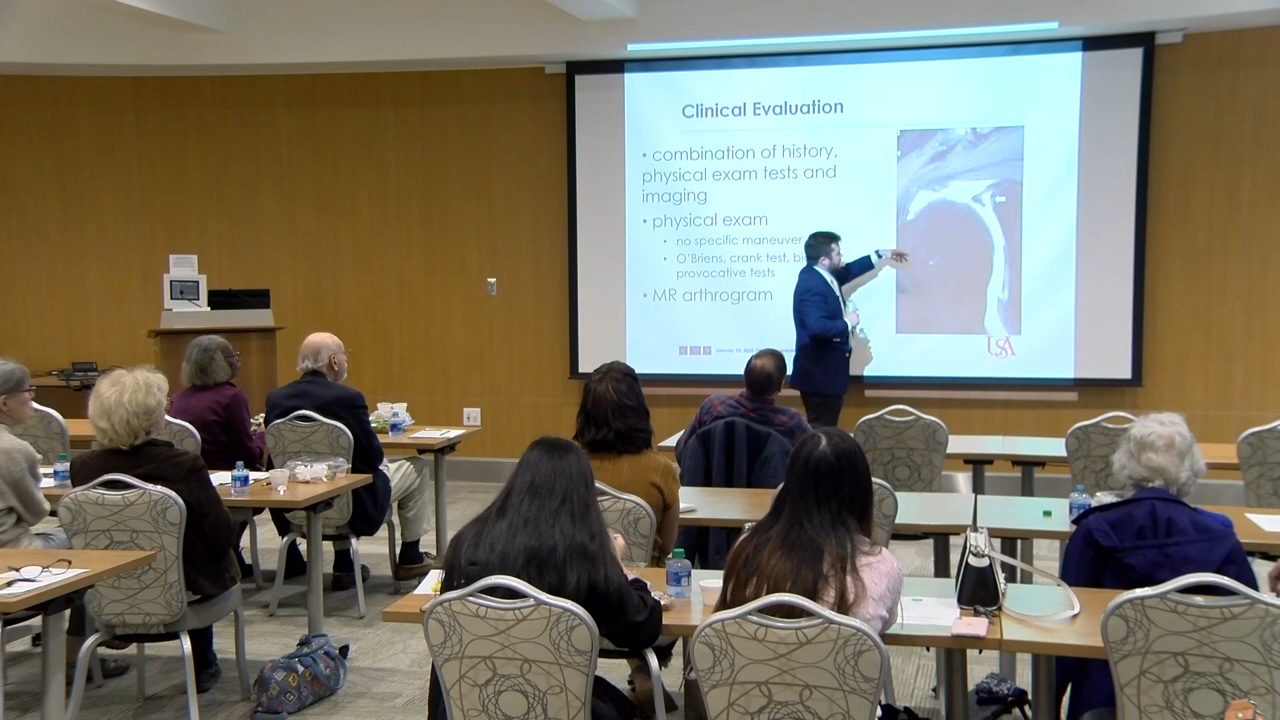 Clinical Evaluation
• combination of history,
physical exam tests and
imaging
• physical exam
• no specific maneuver
• O'Briens, crank test,
provocative tests
• MR arthrogram
USA